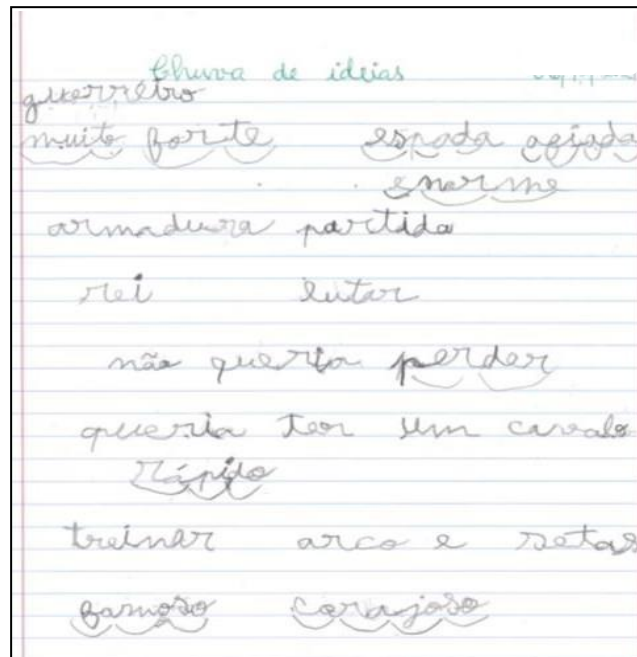 Chuva de ideias
guerreiro
muito forte espada afiada
enorme
armadura partida
rei lutar
não queria perder
queria ter um cavalo
rápido
treinar arco e setas
famoso corajoso